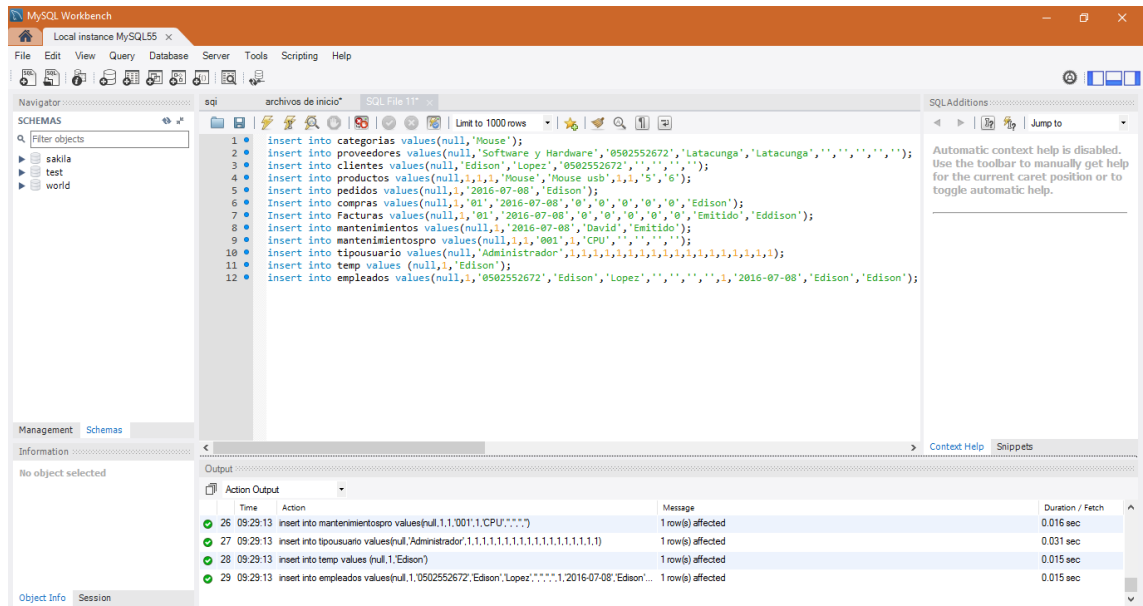 MySQL Workbench
Local instance MySQL55
File Edit View Query Database Server Tools Scripting Help
Navigator
SCHEMAS
Filter objects
sakila
test
world
Management Schemas
Information
No object selected
Object Info Session
sqi archivos de inicio* SQL File 11*
Limit to 1000 rows
1 insert into categorias values(null,'Mouse');
2 insert into proveedores values(null,'Software y Hardware','0502552672','Latacunga','Latacunga','','','','','');
3 insert into clientes values(null,'Edison','Lopez','0502552672','','','','');
4 insert into productos values(null,1,1,1,'Mouse','Mouse usb',1,1,'5','6');
5 insert into pedidos values(null,1,'2016-07-08','Edison');
6 insert into compras values(null,1,'01','2016-07-08','0','0','0','0','0','Edison');
7 insert into Facturas values(null,1,'01','2016-07-08','0','0','0','0','0','Emitido','Eddison');
8 insert into mantenimientos values(null,1,'2016-07-08','David','Emitido');
9 insert into mantenimientospro values(null,1,1,'001',1,'CPU','','','','');
10 insert into tipousuario values(null,'Administrador',1,1,1,1,1,1,1,1,1,1,1,1,1,1,1,1,1);
11 insert into temp values (null,1,'Edison');
12 insert into empleados values(null,1,'0502552672','Edison','Lopez','','','','',1,'2016-07-08','Edison','Edison');
SQL Additions
Jump to
Automatic context help is disabled.
Use the toolbar to manually get help
for the current caret position or to
toggle automatic help.
Context Help Snippets
Output
Action Output
Time Action Message Duration / Fetch
26 09:29:13 insert into mantenimientospro values(null,1,1,'001',1,'CPU','','','','') 1 row(s) affected 0.016 sec
27 09:29:13 insert into tipousuario values(null,'Administrador',1,1,1,1,1,1,1,1,1,1,1,1,1,1,1,1,1) 1 row(s) affected 0.031 sec
28 09:29:13 insert into temp values (null,1,'Edison') 1 row(s) affected 0.015 sec
29 09:29:13 insert into empleados values(null,1,'0502552672','Edison','Lopez','','','','',1,'2016-07-08','Edison'... 1 row(s) affected 0.015 sec